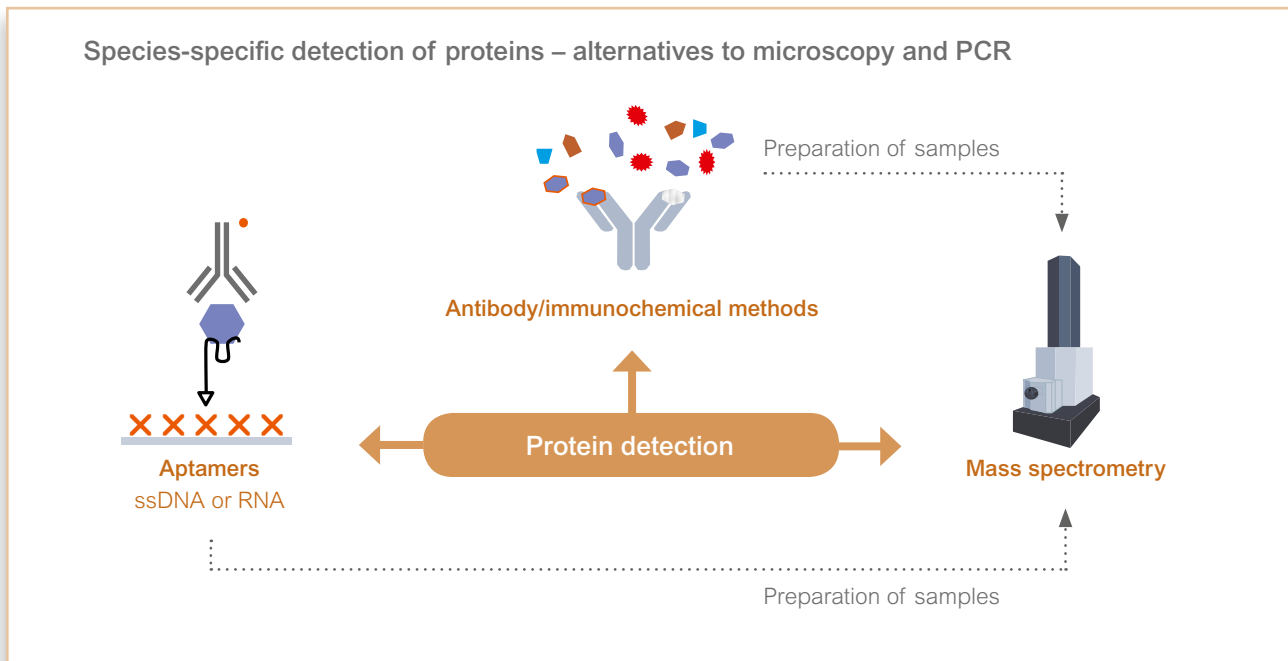 Species-specific detection of proteins – alternatives to microscopy and PCR
Preparation of samples
Antibody/immunochemical methods
Protein detection
Aptamers
ssDNA or RNA
Mass spectrometry
Preparation of samples